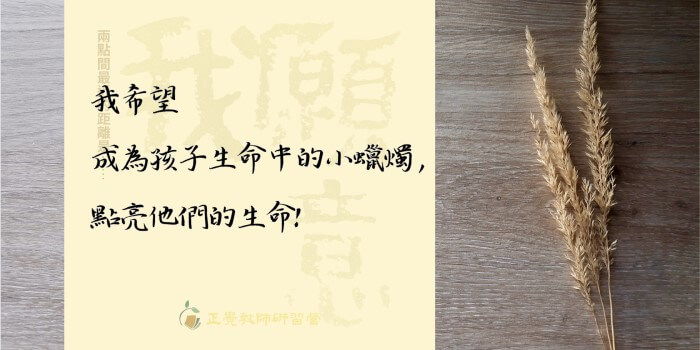 我希望
成為孩子生命中的小蠟燭，
點亮他們的生命！
我願意
兩點間最距離
正覺教師研習營